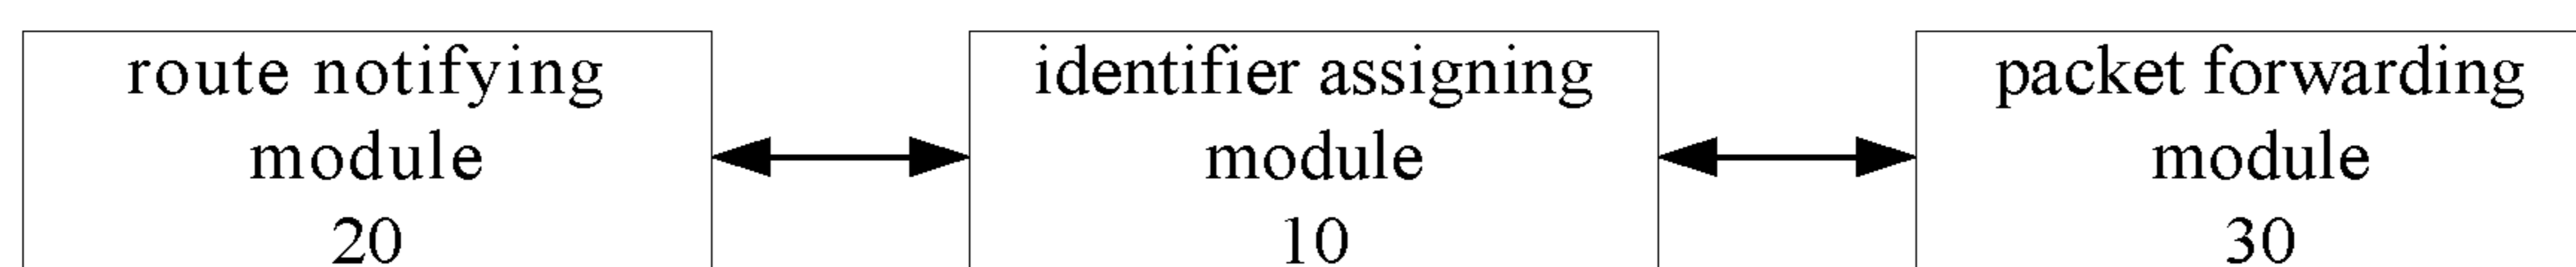 route notifying
module
20
identifier assigning
module
10
packet forwarding
module
30